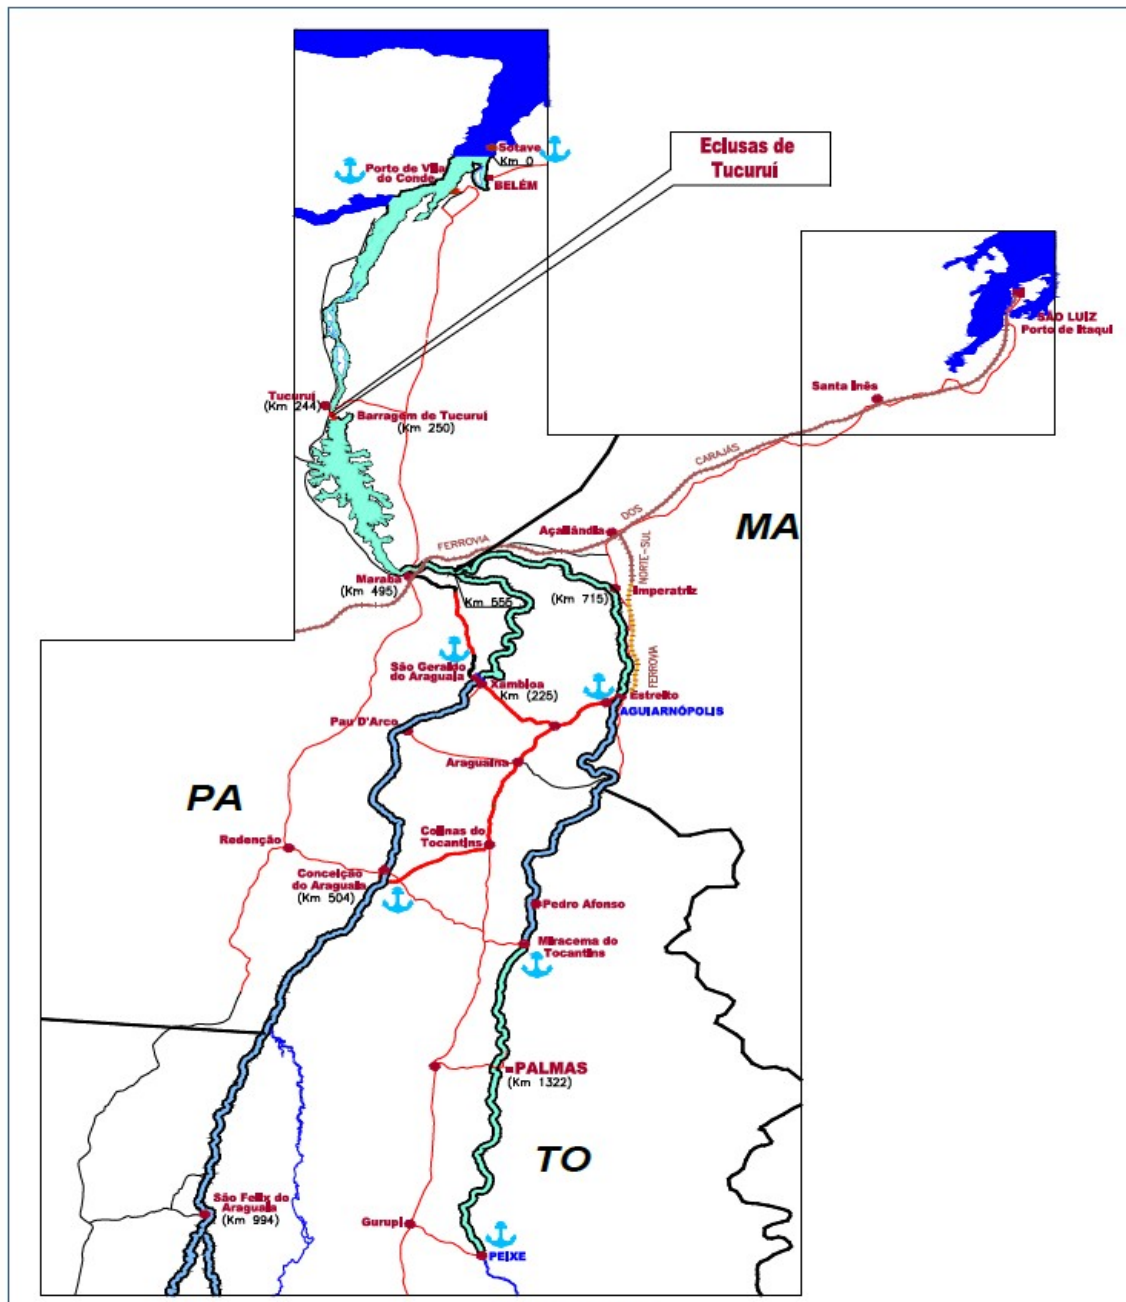 Eclusas de
Tucuruí
Sotave
Km 0
Porto de Vila
do Conde
BELÉM
SÃO LUÍZ
Porto de Itaqui
Santa Inês
Tucuruí
(Km 244)
Barragem de Tucuruí
(Km 250)
CARAJÁS
DOS
FERROVIA
Açailândia
MA
NORTE-SUL
FERROVIA
Marabá
(Km 495)
Km 555
(Km 715)
Imperatriz
São Geraldo
do Araguaia
Xambioa
Km (225)
Estreito
AGUIARNÓPOLIS
Pau D'Arco
Araguaína
PA
Redenção
Colinas do
Tocantins
Conceição
do Araguaia
(Km 504)
Pedro Afonso
Miracema do
Tocantins
PALMAS
(Km 1322)
TO
São Felix do
Araguaia
(Km 994)
Gurupi
PEIXE